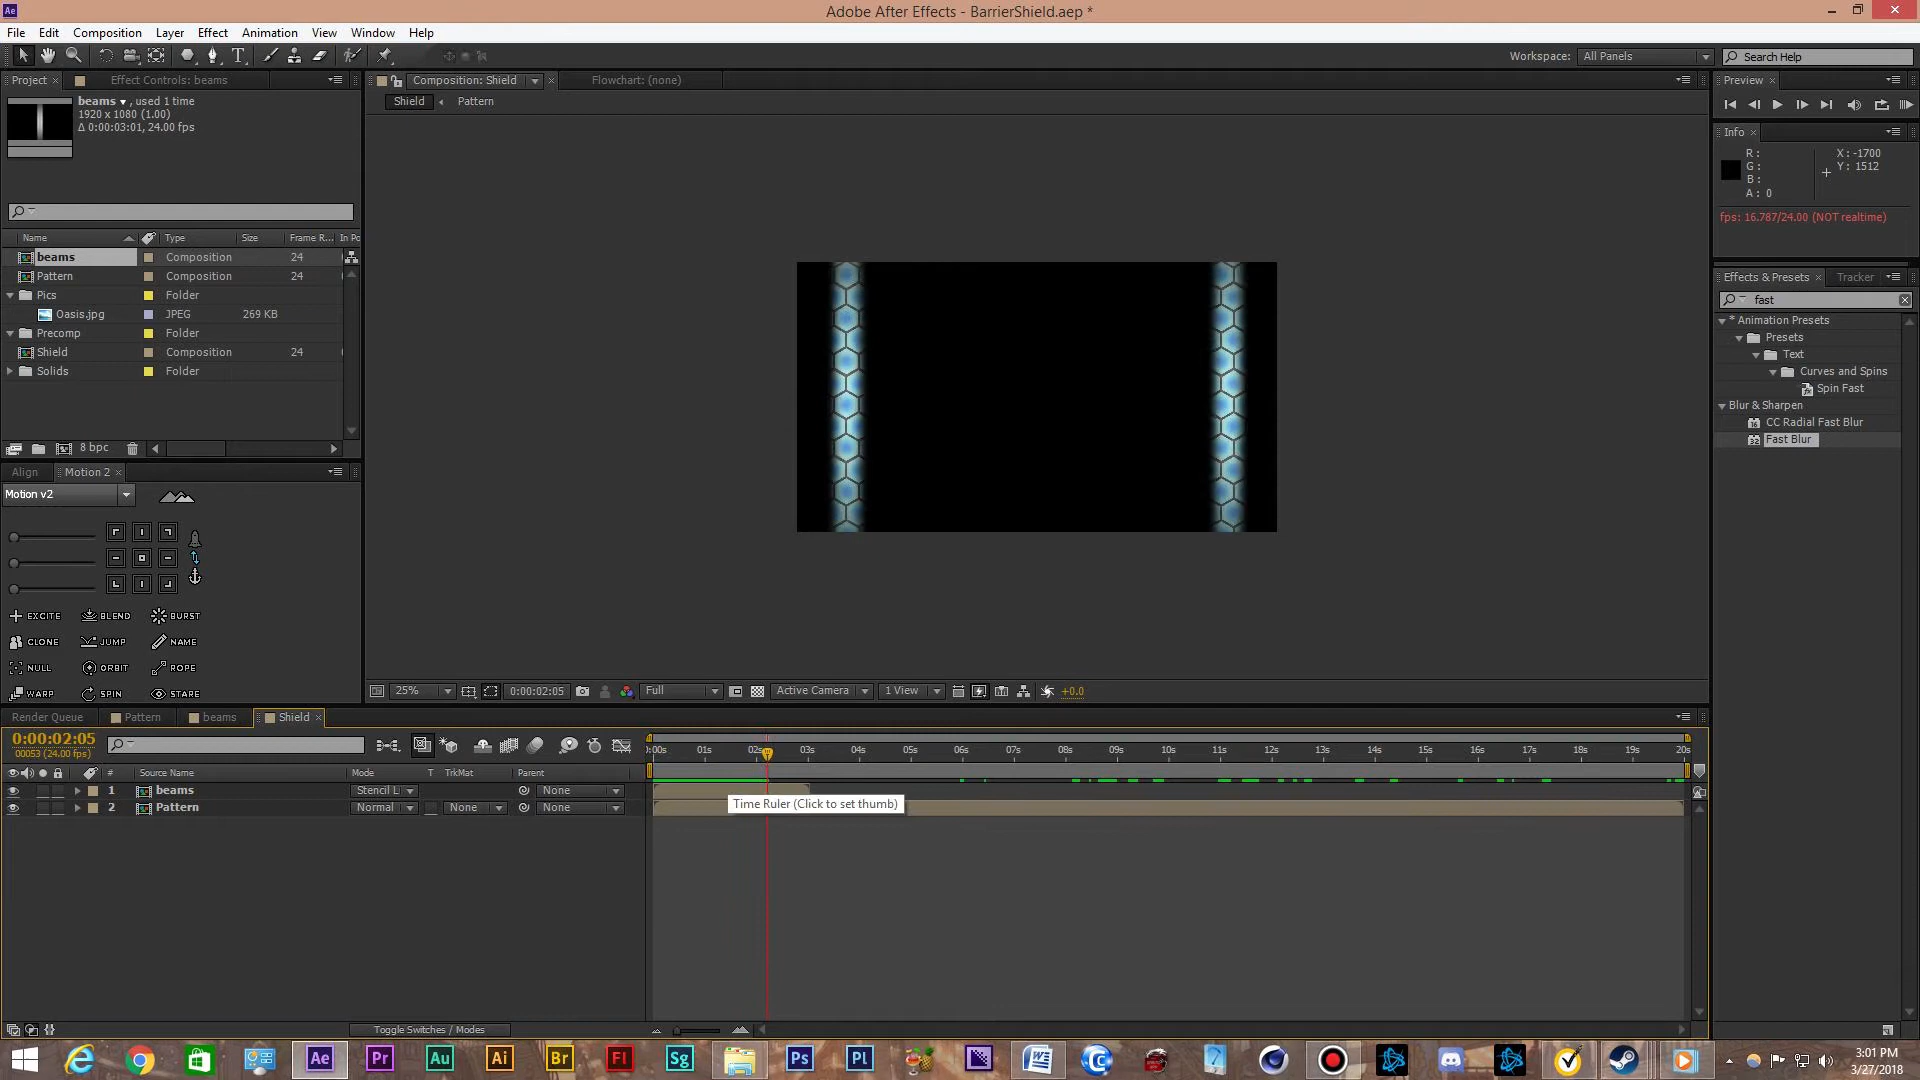 Adobe After Effects - BarrierShield.aep *
File Edit Composition Layer Effect Animation View Window Help
Workspace: All Panels Search Help
Project Effect Controls: beams
Composition: Shield Flowchart: (none)
Shield Pattern
beams , used 1 time
1920 x 1080 (1.00)
Δ 0:00:03:01, 24.00 fps
Name Type Size Frame R... In Po
beams Composition 24
Pattern Composition 24
Pics Folder
Oasis.jpg JPEG 269 KB
Precomp Folder
Shield Composition 24
Solids Folder
8 bpc
Align Motion 2
Motion v2
EXCITE BLEND BURST
CLONE JUMP NAME
NULL ORBIT ROPE
WARP SPIN STARE
25% 0:00:02:05 Full Active Camera 1 View +0.0
Preview
Info
R:
G:
B:
A: 0
X: -1700
Y: 1512
fps: 16.787/24.00 (NOT realtime)
Effects & Presets Tracker
fast
* Animation Presets
Presets
Text
Curves and Spins
Spin Fast
Blur & Sharpen
CC Radial Fast Blur
Fast Blur
Render Queue Pattern beams Shield
0:00:02:05
00053 (24.00 fps)
# Source Name Mode T TrkMat Parent
1 beams Stencil L None
2 Pattern Normal None None
):00s 01s 02s 03s 04s 05s 06s 07s 08s 09s 10s 11s 12s 13s 14s 15s 16s 17s 18s 19s 20s
Time Ruler (Click to set thumb)
Toggle Switches / Modes
Ae Pr Au Ai Br Fl Sg Ps Pl
3:01 PM
3/27/2018